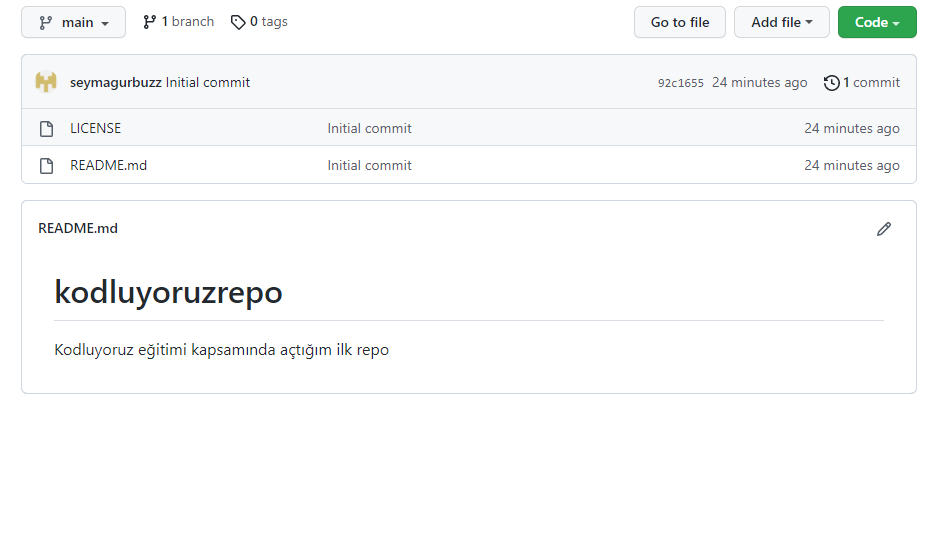 main 1 branch 0 tags Go to file Add file Code
seymagurbuzz Initial commit 92c1655 24 minutes ago 1 commit
LICENSE Initial commit 24 minutes ago
README.md Initial commit 24 minutes ago
README.md
kodluyoruzrepo
Kodluyoruz eğitimi kapsamında açtığım ilk repo